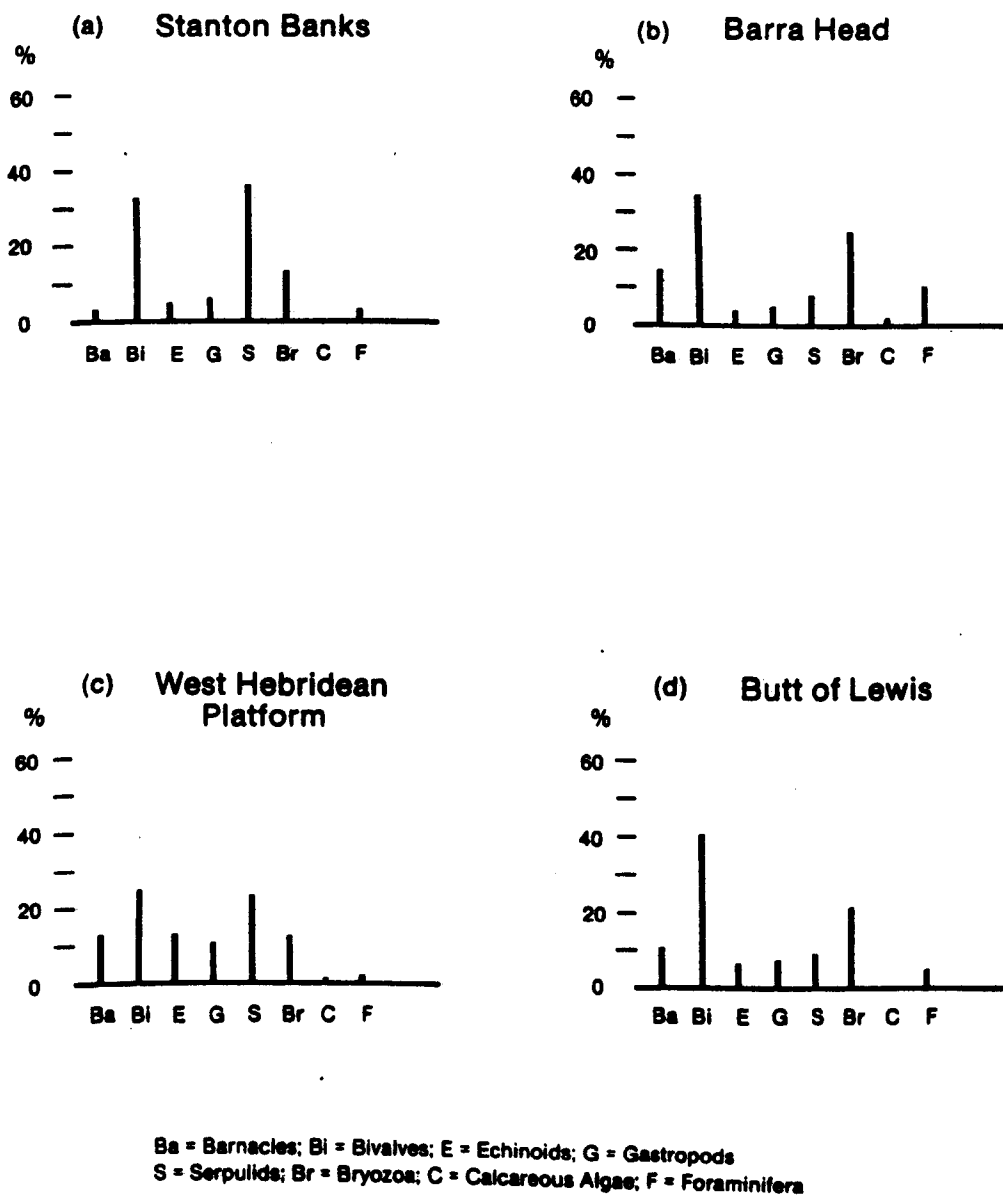 (a) Stanton Banks
%
60
40
20
0
Ba Bi E G S Br C F
(b) Barra Head
%
60
40
20
0
Ba Bi E G S Br C F
(c) West Hebridean
Platform
%
60
40
20
0
Ba Bi E G S Br C F
(d) Butt of Lewis
%
60
40
20
0
Ba Bi E G S Br C F
Ba = Barnacles; Bi = Bivalves; E = Echinoids; G = Gastropods
S = Serpulids; Br = Bryozoa; C = Calcareous Algae; F = Foraminifera